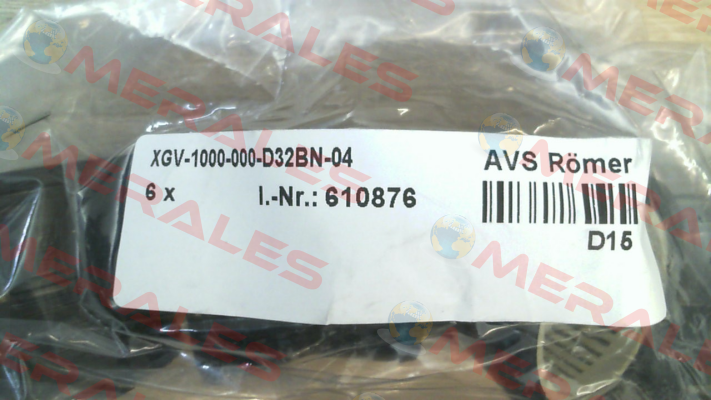 XGV-1000-000-D32BN-04
AVS Römer
6 x
I.-Nr.: 610876
D15
MERALES
MERALES
MERALES
MERALES
MERALES